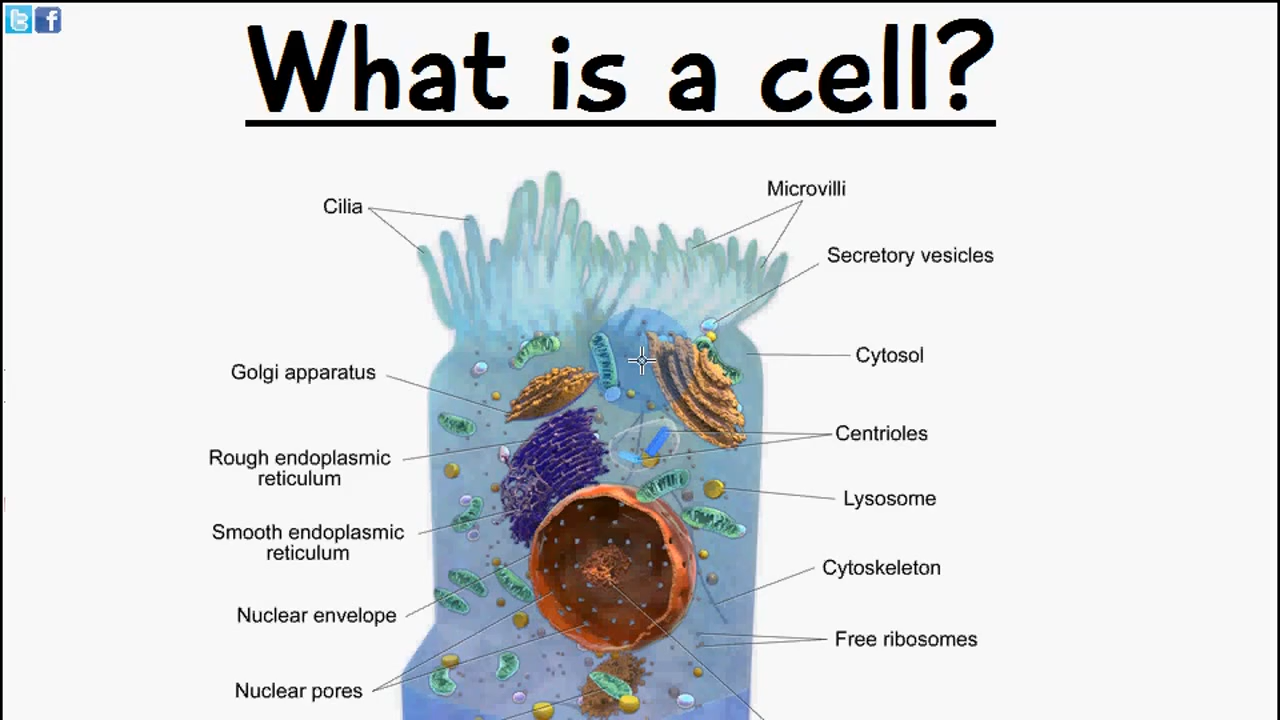 What is a cell?
Cilia
Microvilli
Secretory vesicles
Cytosol
Golgi apparatus
Centrioles
Rough endoplasmic
reticulum
Lysosome
Smooth endoplasmic
reticulum
Cytoskeleton
Nuclear envelope
Free ribosomes
Nuclear pores